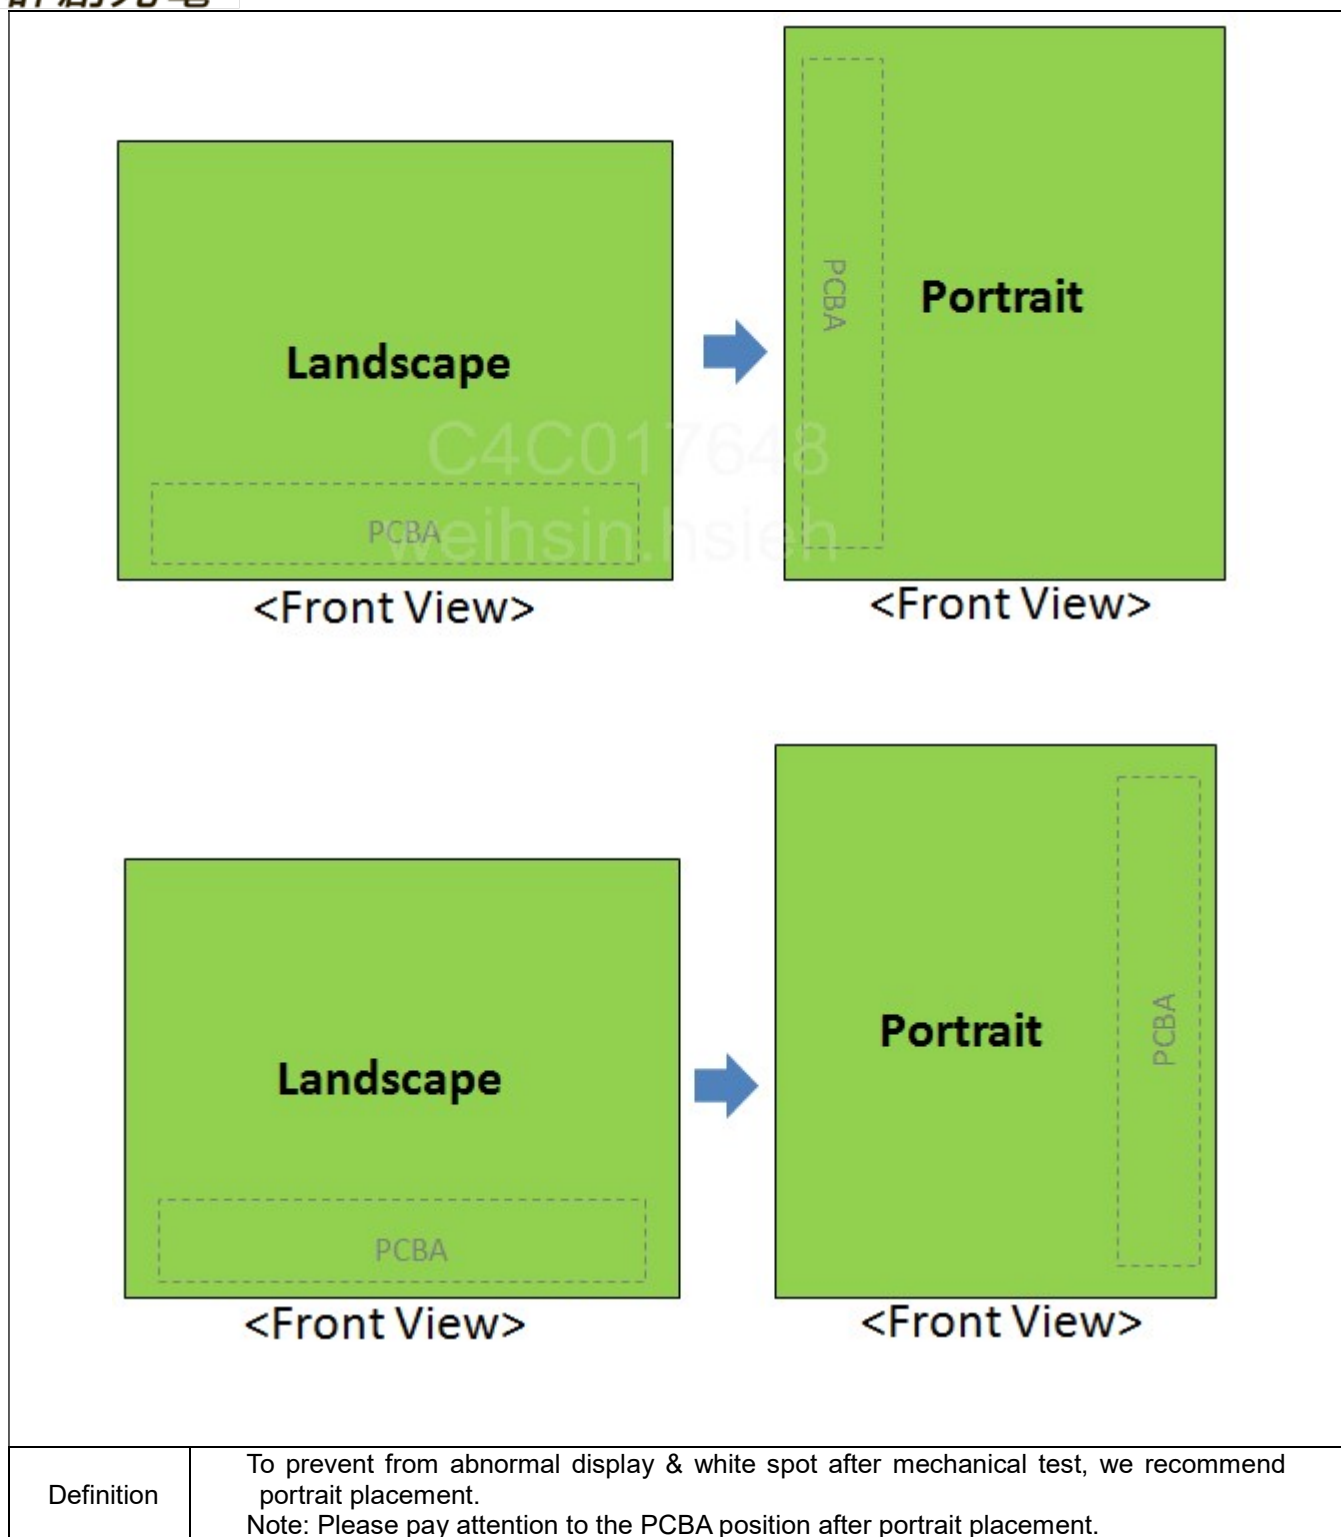 Landscape
PCBA
<Front View>
PCBA
Portrait
<Front View>
C4C017648
weihsin.hsieh
Landscape
PCBA
<Front View>
Portrait
PCBA
<Front View>
Definition
To prevent from abnormal display & white spot after mechanical test, we recommend
portrait placement.
Note: Please pay attention to the PCBA position after portrait placement.